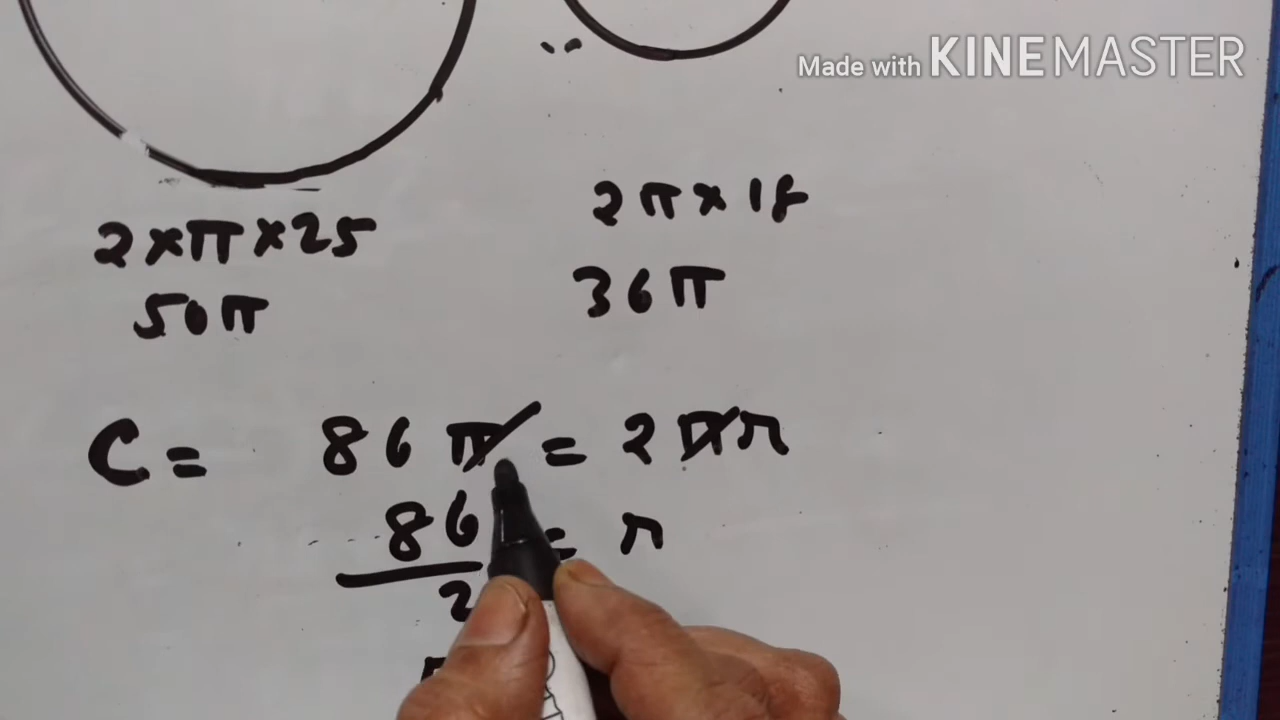 Made with KINEMASTER
2×π×25
50π
2π×18
36π
C = 86π = 2πr
86 = r
2